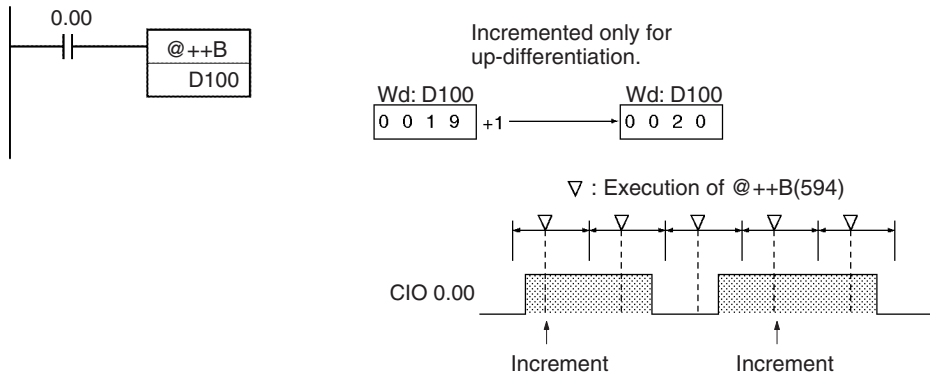 0.00
@++B
D100
Incremented only for
up-differentiation.
Wd: D100
Wd: D100
0 0 1 9 +1 0 0 2 0
▽ : Execution of @++B(594)
CIO 0.00
Increment
Increment